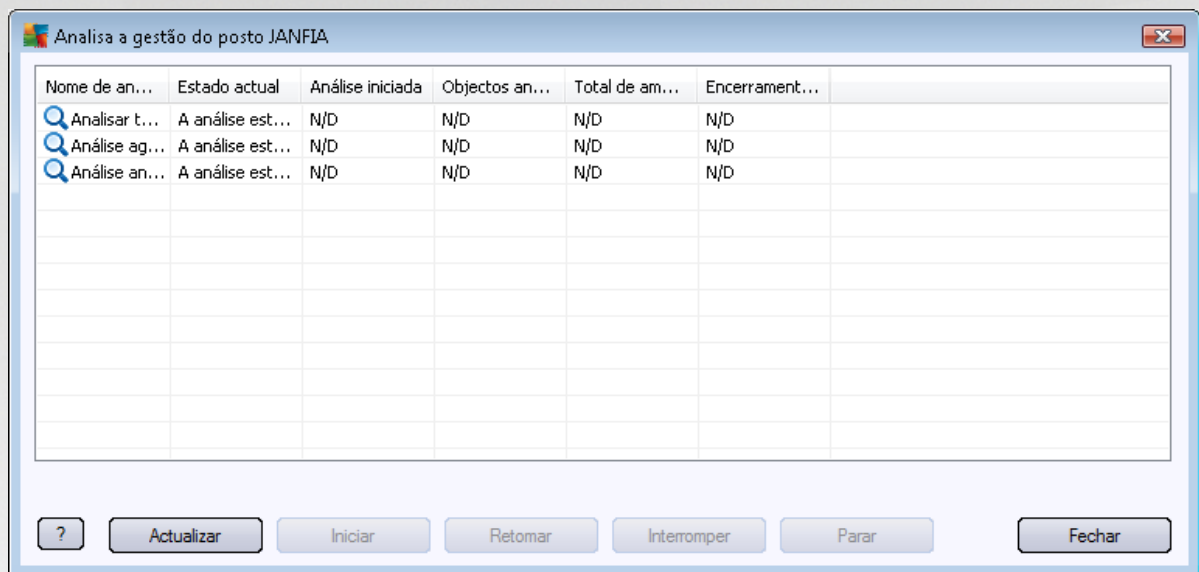 Analisa a gestão do posto JANFIA
Nome de an... Estado actual Análise iniciada Objectos an... Total de am... Encerrament...
Analisar t... A análise est... N/D N/D N/D N/D
Análise ag... A análise est... N/D N/D N/D N/D
Análise an... A análise est... N/D N/D N/D N/D
? Actualizar Iniciar Retomar Interromper Parar Fechar